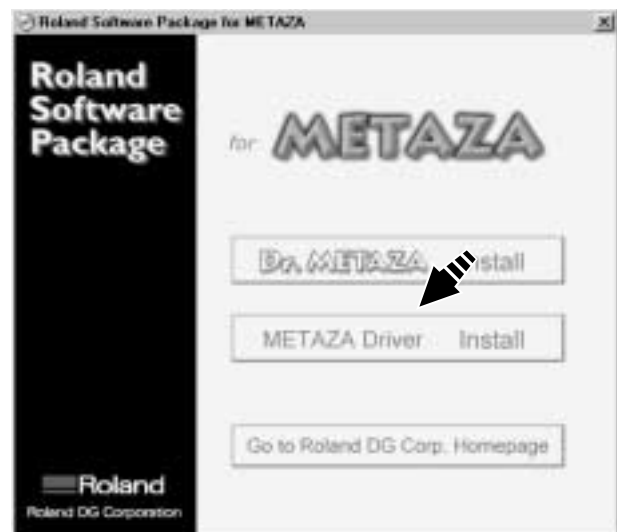 Roland Software Package for METAZA
Roland
Software
Package
for METAZA
Dr. METAZA Install
METAZA Driver Install
Go to Roland DG Corp. Homepage
Roland
Roland DG Corporation